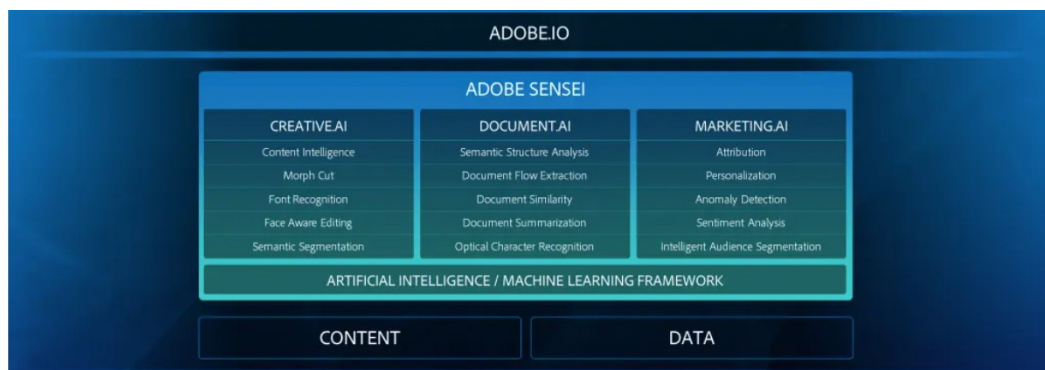 ADOBE.IO
ADOBE SENSEI
CREATIVE.AI
Content Intelligence
Morph Cut
Font Recognition
Face Aware Editing
Semantic Segmentation
DOCUMENT.AI
Semantic Structure Analysis
Document Flow Extraction
Document Similarity
Document Summarization
Optical Character Recognition
MARKETING.AI
Attribution
Personalization
Anomaly Detection
Sentiment Analysis
Intelligent Audience Segmentation
ARTIFICIAL INTELLIGENCE / MACHINE LEARNING FRAMEWORK
CONTENT
DATA